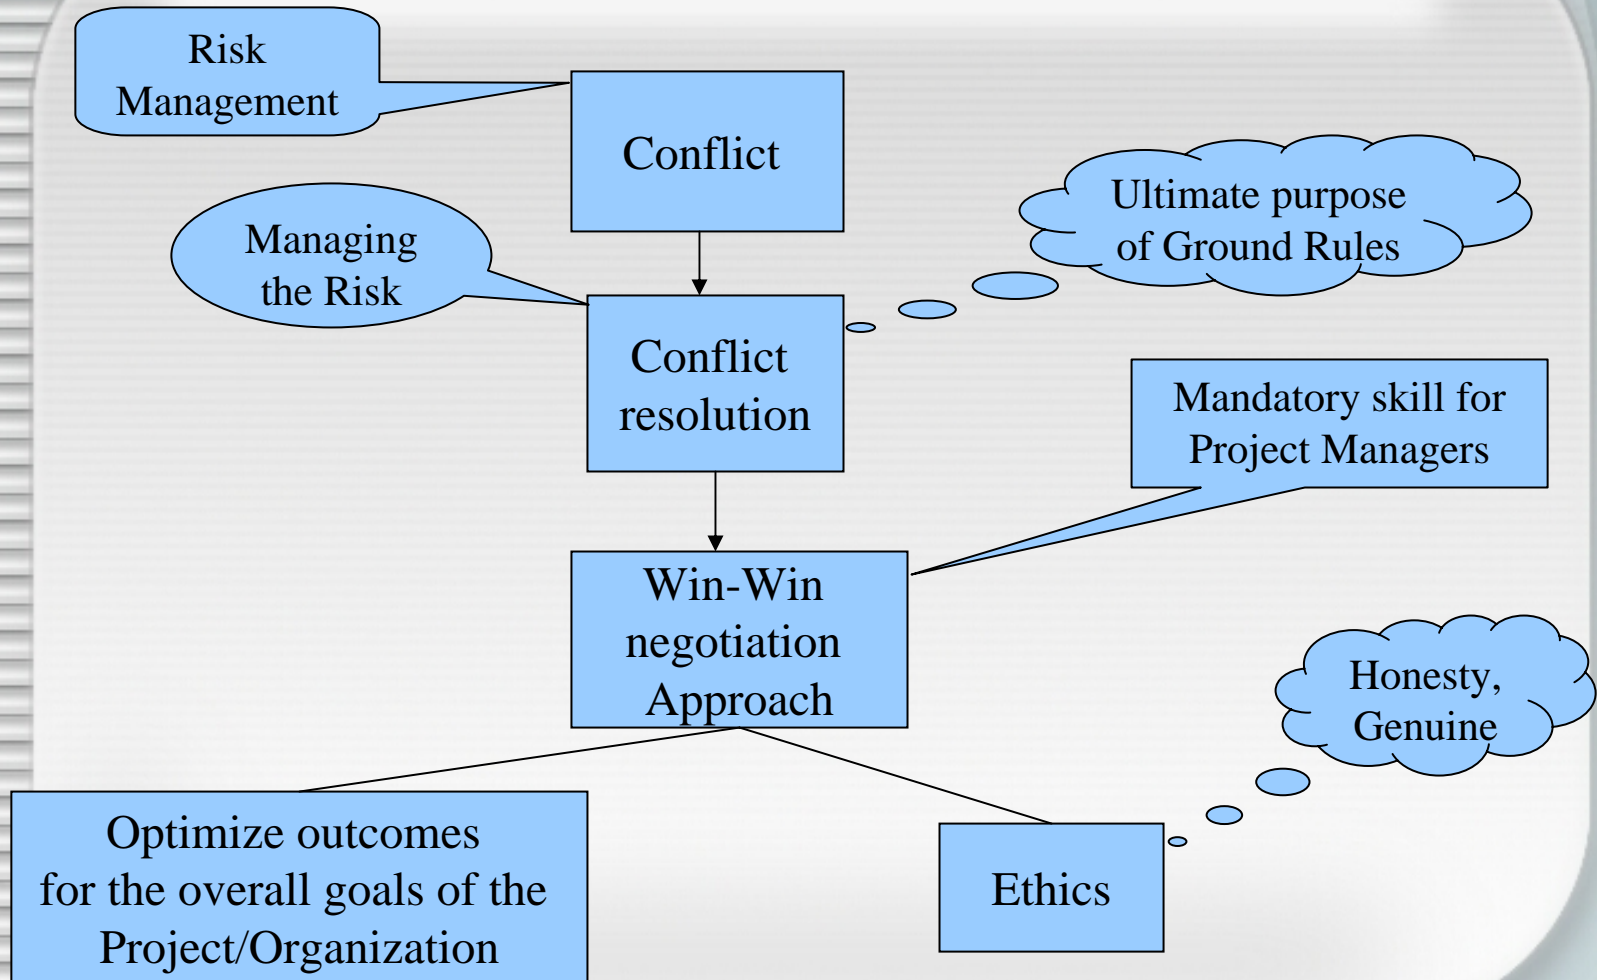 Risk
Management
Conflict
Managing
the Risk
Ultimate purpose
of Ground Rules
Conflict
resolution
Mandatory skill for
Project Managers
Win-Win
negotiation
Approach
Honesty,
Genuine
Optimize outcomes
for the overall goals of the
Project/Organization
Ethics